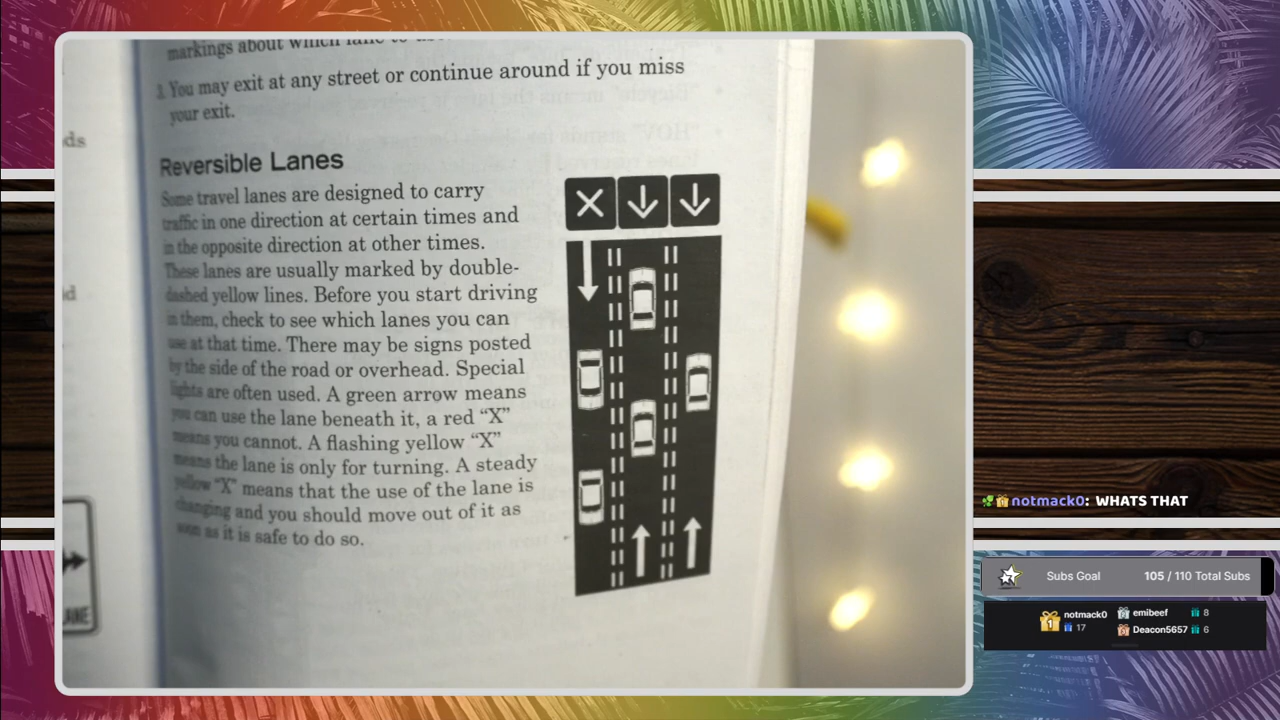 markings about which lane to
3. You may exit at any street or continue around if you miss
your exit.
ds
Reversible Lanes
Some travel lanes are designed to carry
traffic in one direction at certain times and
in the opposite direction at other times.
These lanes are usually marked by double-
dashed yellow lines. Before you start driving
in them, check to see which lanes you can
use at that time. There may be signs posted
by the side of the road or overhead. Special
lights are often used. A green arrow means
you can use the lane beneath it, a red “X”
means you cannot. A flashing yellow “X”
means the lane is only for turning. A steady
yellow “X” means that the use of the lane is
changing and you should move out of it as
soon as it is safe to do so.
notmack0: WHATS THAT
Subs Goal 105 / 110 Total Subs
1 notmack0 17
emibeef 8
Deacon5657 6